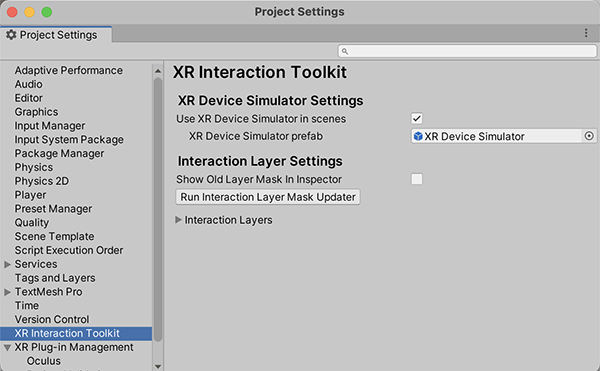 Project Settings
Project Settings
Adaptive Performance
Audio
Editor
Graphics
Input Manager
Input System Package
Package Manager
Physics
Physics 2D
Player
Preset Manager
Quality
Scene Template
Script Execution Order
Services
Tags and Layers
TextMesh Pro
Time
Version Control
XR Interaction Toolkit
XR Plug-in Management
Oculus
XR Interaction Toolkit
XR Device Simulator Settings
Use XR Device Simulator in scenes
XR Device Simulator prefab
XR Device Simulator
Interaction Layer Settings
Show Old Layer Mask In Inspector
Run Interaction Layer Mask Updater
Interaction Layers